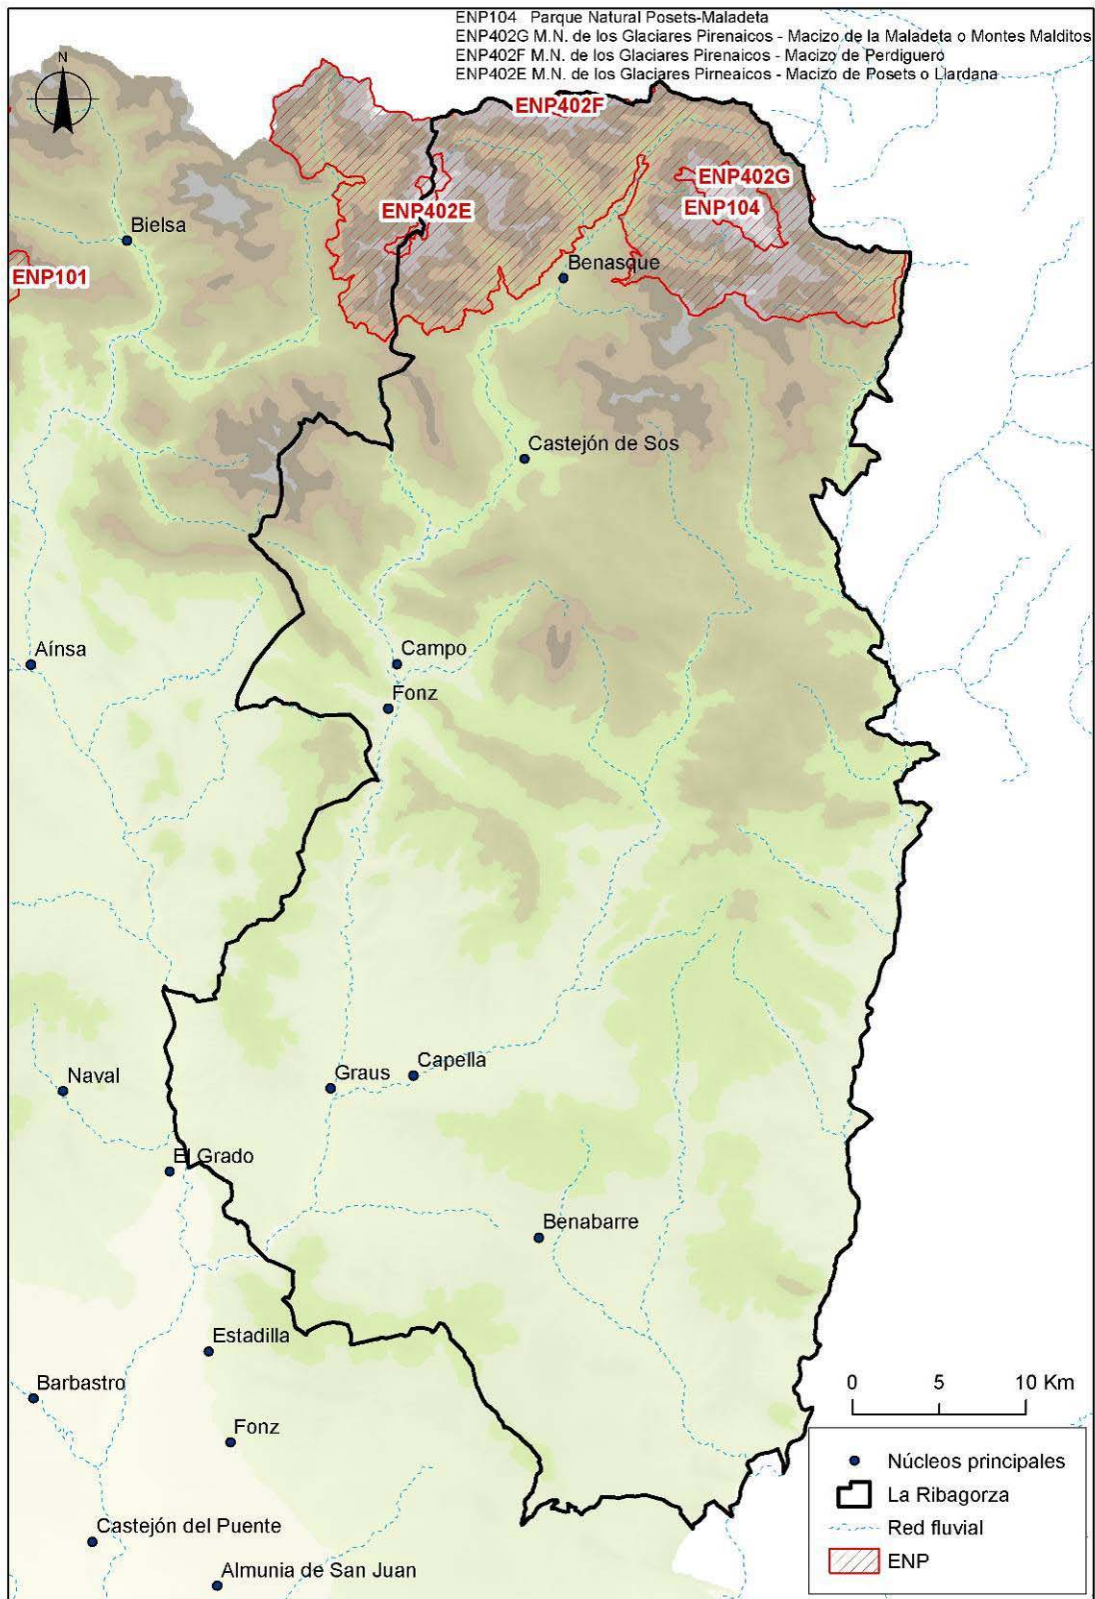 ENP104 Parque Natural Posets-Maladeta
ENP402G M.N. de los Glaciares Pirenaicos - Macizo de la Maladeta o Montes Malditos
ENP402F M.N. de los Glaciares Pirenaicos - Macizo de Perdiguero
ENP402E M.N. de los Glaciares Pirneaicos - Macizo de Posets o Llardana
N
ENP402F
ENP402G
ENP104
ENP402E
Bielsa
ENP101
Benasque
Castejón de Sos
Aínsa
Campo
Fonz
Naval
Graus
Capella
El Grado
Benabarre
Estadilla
Barbastro
Fonz
Castejón del Puente
Almunia de San Juan
0 5 10 Km
Núcleos principales
La Ribagorza
Red fluvial
ENP